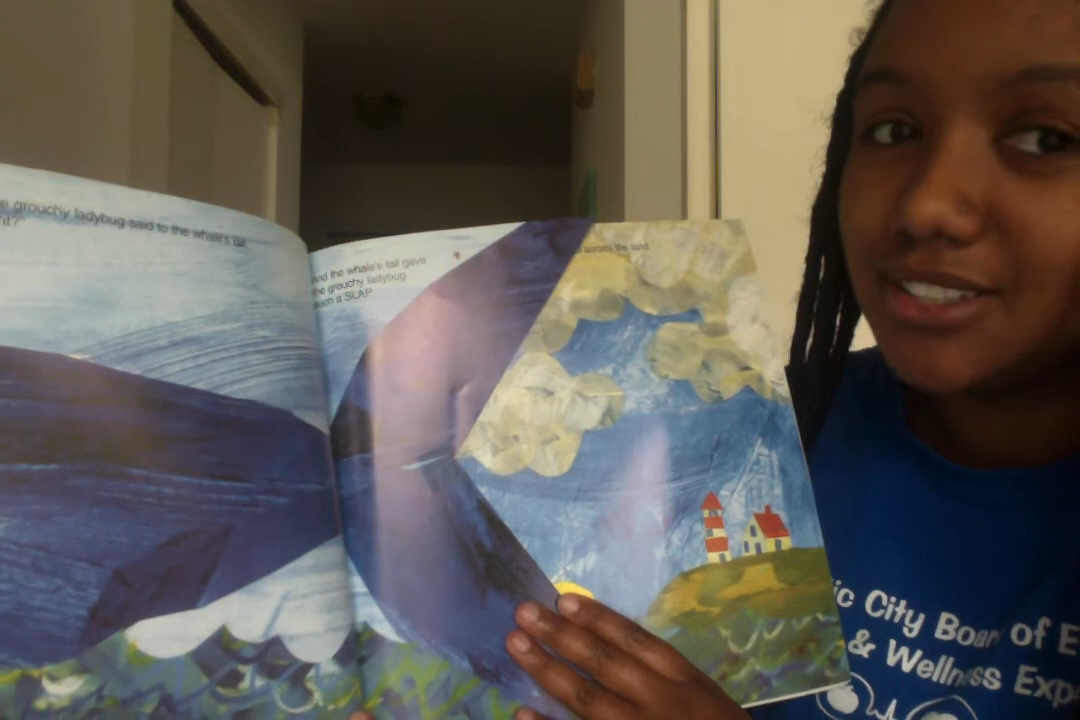 grouchy ladybug said to the whale's tail,
And the whale's tail gave
the grouchy ladybug
such a SLAP
across the land.
City Board of
& Wellness